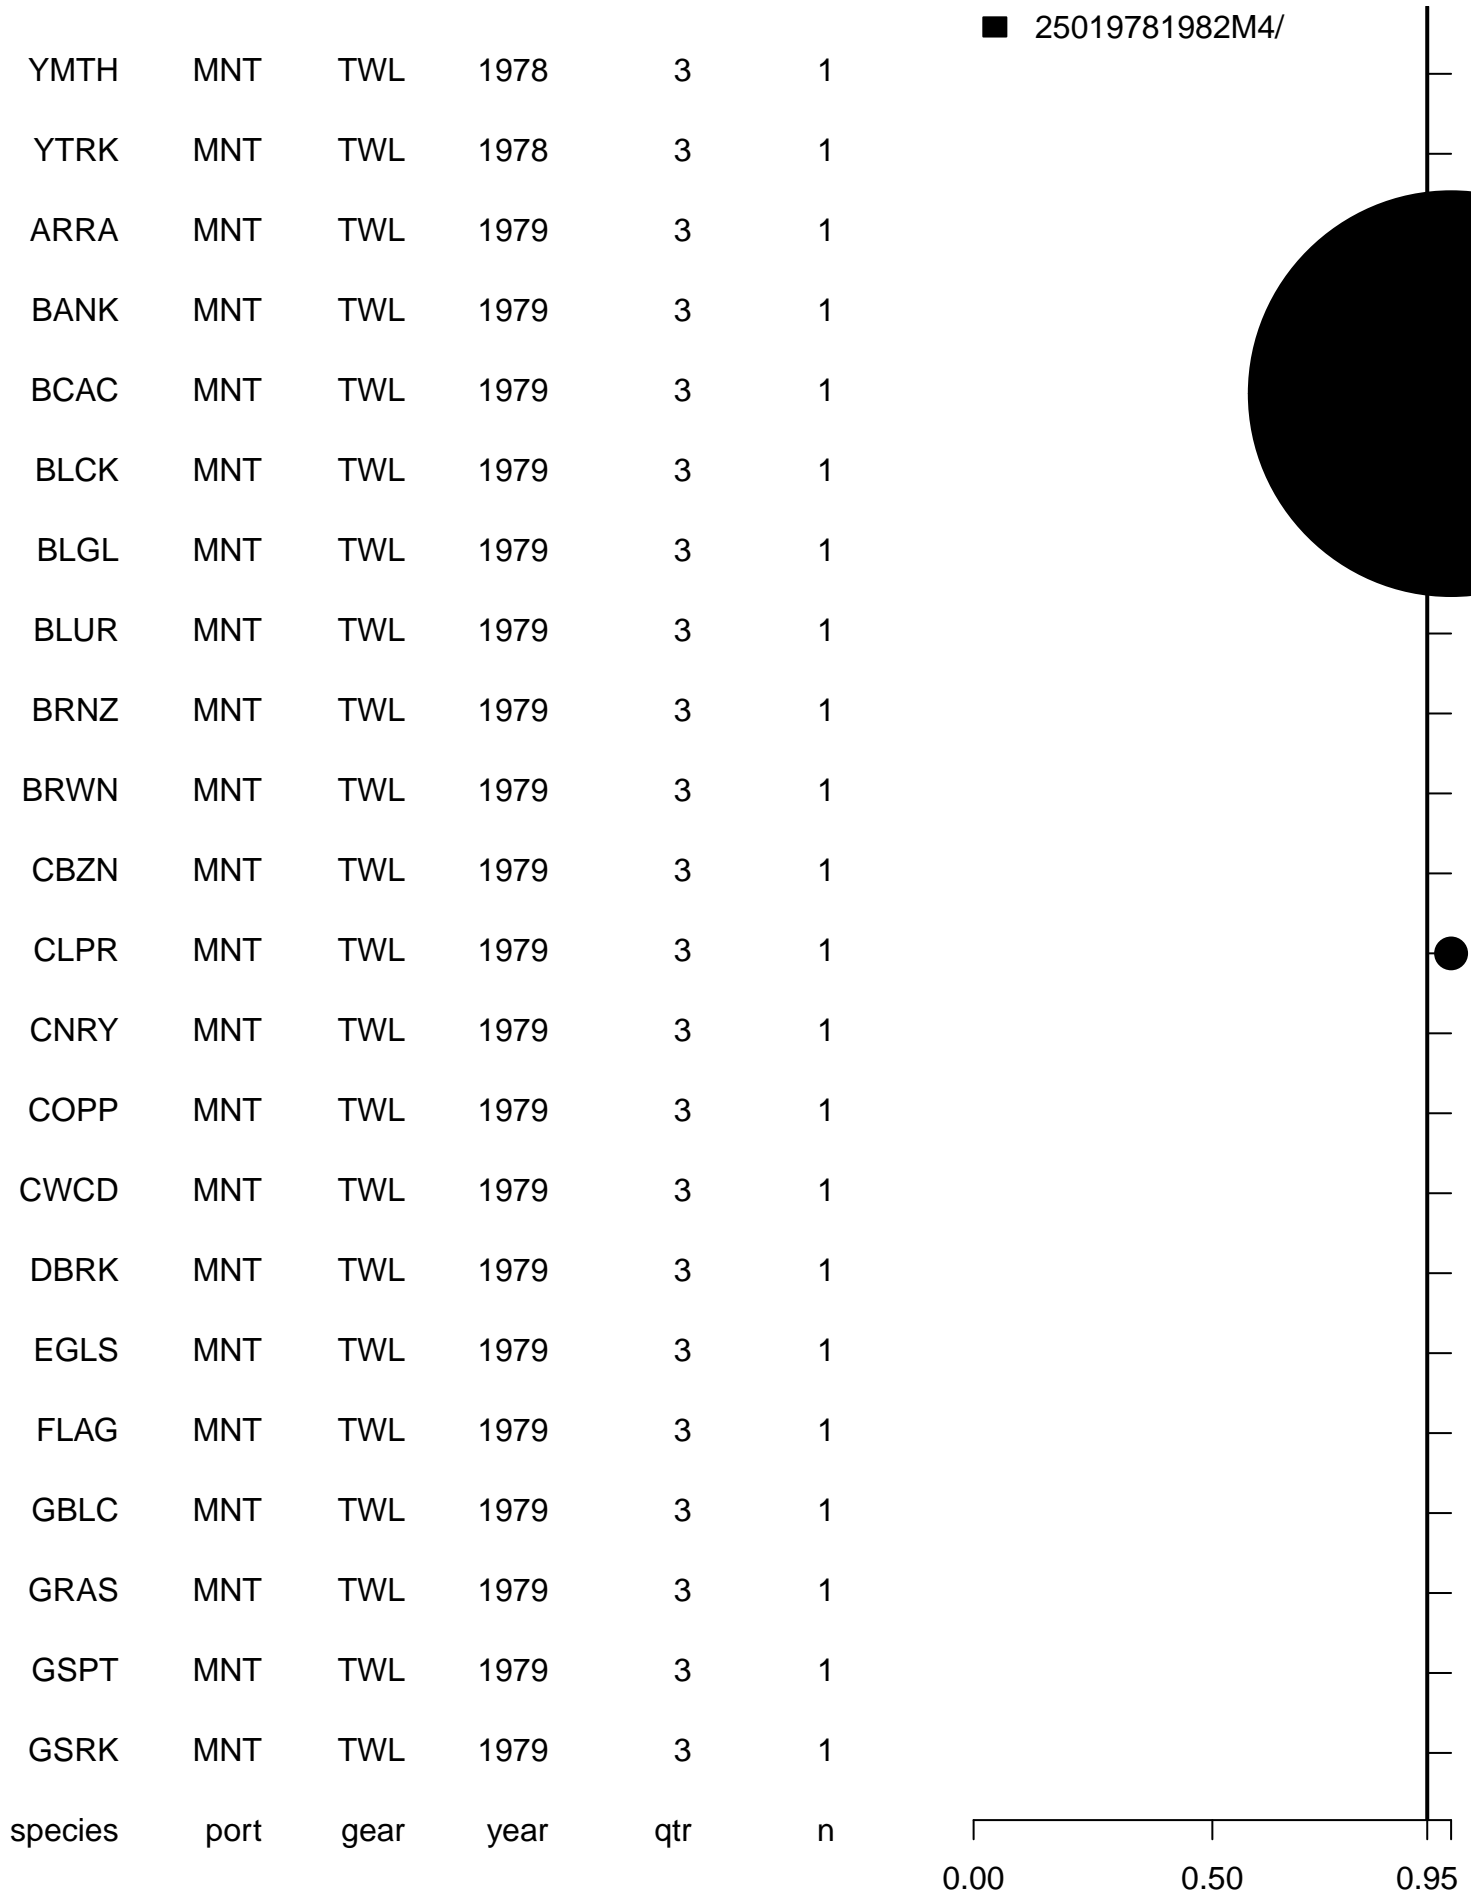 25019781982M4/
YMTH MNT TWL 1978 3 1
YTRK MNT TWL 1978 3 1
ARRA MNT TWL 1979 3 1
BANK MNT TWL 1979 3 1
BCAC MNT TWL 1979 3 1
BLCK MNT TWL 1979 3 1
BLGL MNT TWL 1979 3 1
BLUR MNT TWL 1979 3 1
BRNZ MNT TWL 1979 3 1
BRWN MNT TWL 1979 3 1
CBZN MNT TWL 1979 3 1
CLPR MNT TWL 1979 3 1
CNRY MNT TWL 1979 3 1
COPP MNT TWL 1979 3 1
CWCD MNT TWL 1979 3 1
DBRK MNT TWL 1979 3 1
EGLS MNT TWL 1979 3 1
FLAG MNT TWL 1979 3 1
GBLC MNT TWL 1979 3 1
GRAS MNT TWL 1979 3 1
GSPT MNT TWL 1979 3 1
GSRK MNT TWL 1979 3 1
species port gear year qtr n
0.00 0.50 0.95